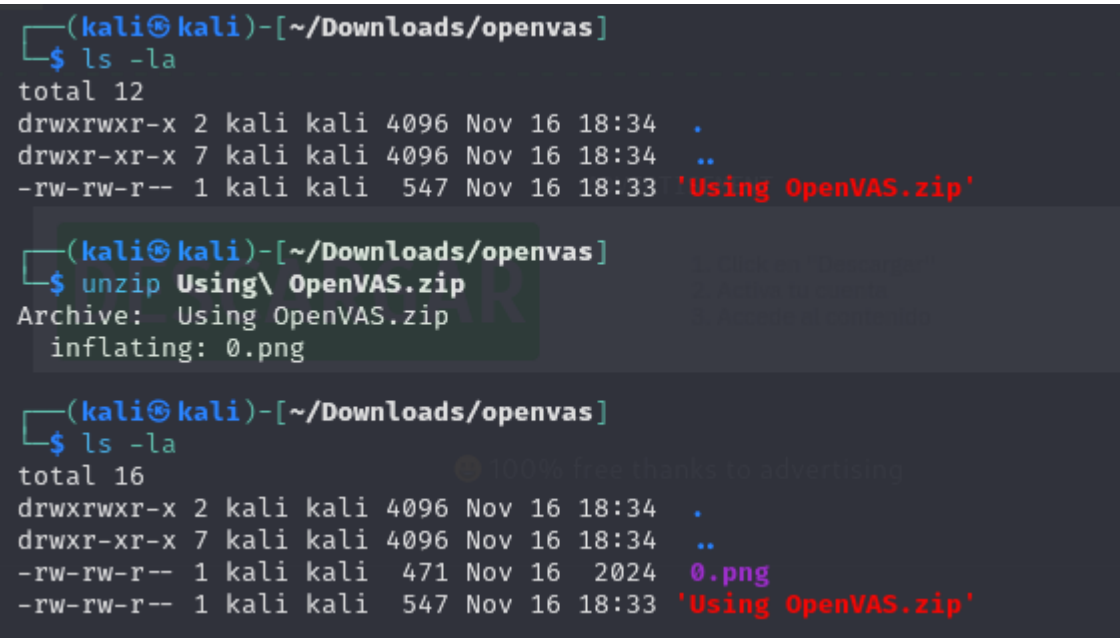 ┌──(kali㉿kali)-[~/Downloads/openvas]
└─$ ls -la
total 12
drwxrwxr-x 2 kali kali 4096 Nov 16 18:34  .
drwxr-xr-x 7 kali kali 4096 Nov 16 18:34  ..
-rw-rw-r-- 1 kali kali  547 Nov 16 18:33 'Using OpenVAS.zip'
┌──(kali㉿kali)-[~/Downloads/openvas]
└─$ unzip Using\ OpenVAS.zip
Archive:  Using OpenVAS.zip
  inflating: 0.png
┌──(kali㉿kali)-[~/Downloads/openvas]
└─$ ls -la
total 16
100% free thanks to advertising
drwxrwxr-x 2 kali kali 4096 Nov 16 18:34  .
drwxr-xr-x 7 kali kali 4096 Nov 16 18:34  ..
-rw-rw-r-- 1 kali kali  471 Nov 16  2024  0.png
-rw-rw-r-- 1 kali kali  547 Nov 16 18:33 'Using OpenVAS.zip'